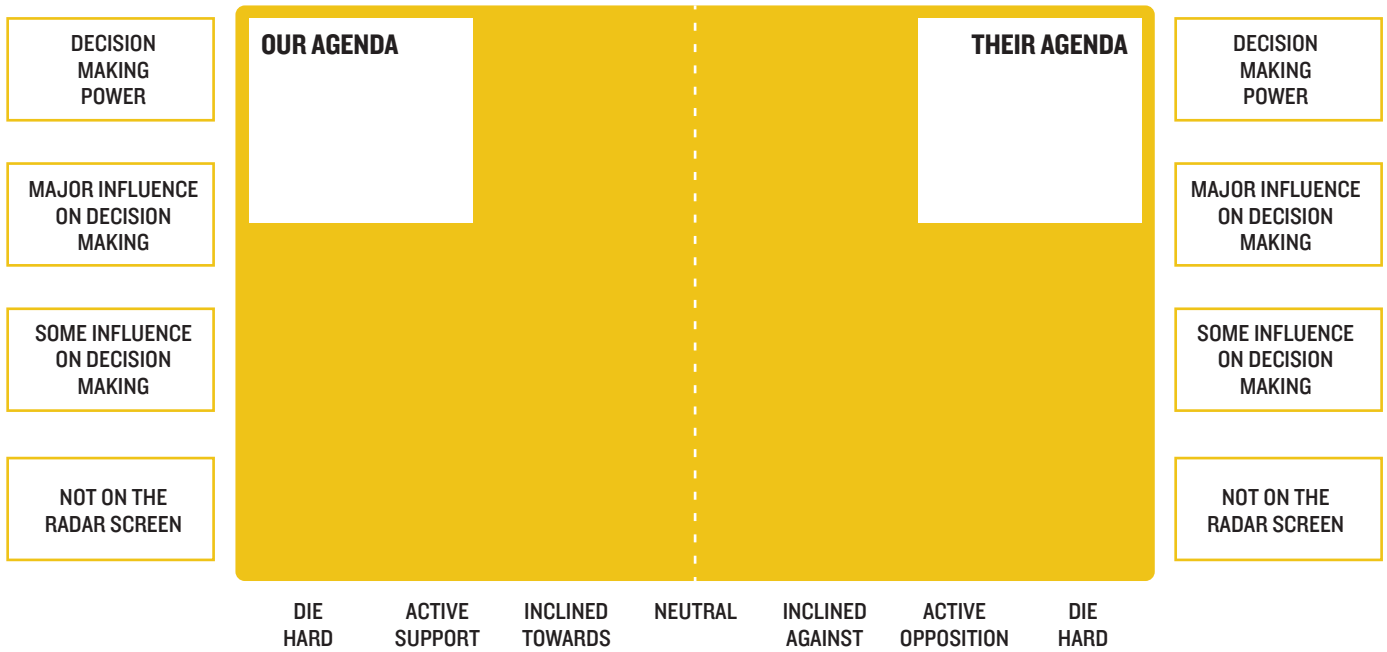 DECISION
MAKING
POWER
MAJOR INFLUENCE
ON DECISION
MAKING
SOME INFLUENCE
ON DECISION
MAKING
NOT ON THE
RADAR SCREEN
OUR AGENDA
THEIR AGENDA
DECISION
MAKING
POWER
MAJOR INFLUENCE
ON DECISION
MAKING
SOME INFLUENCE
ON DECISION
MAKING
NOT ON THE
RADAR SCREEN
DIE
HARD
ACTIVE
SUPPORT
INCLINED
TOWARDS
NEUTRAL
INCLINED
AGAINST
ACTIVE
OPPOSITION
DIE
HARD